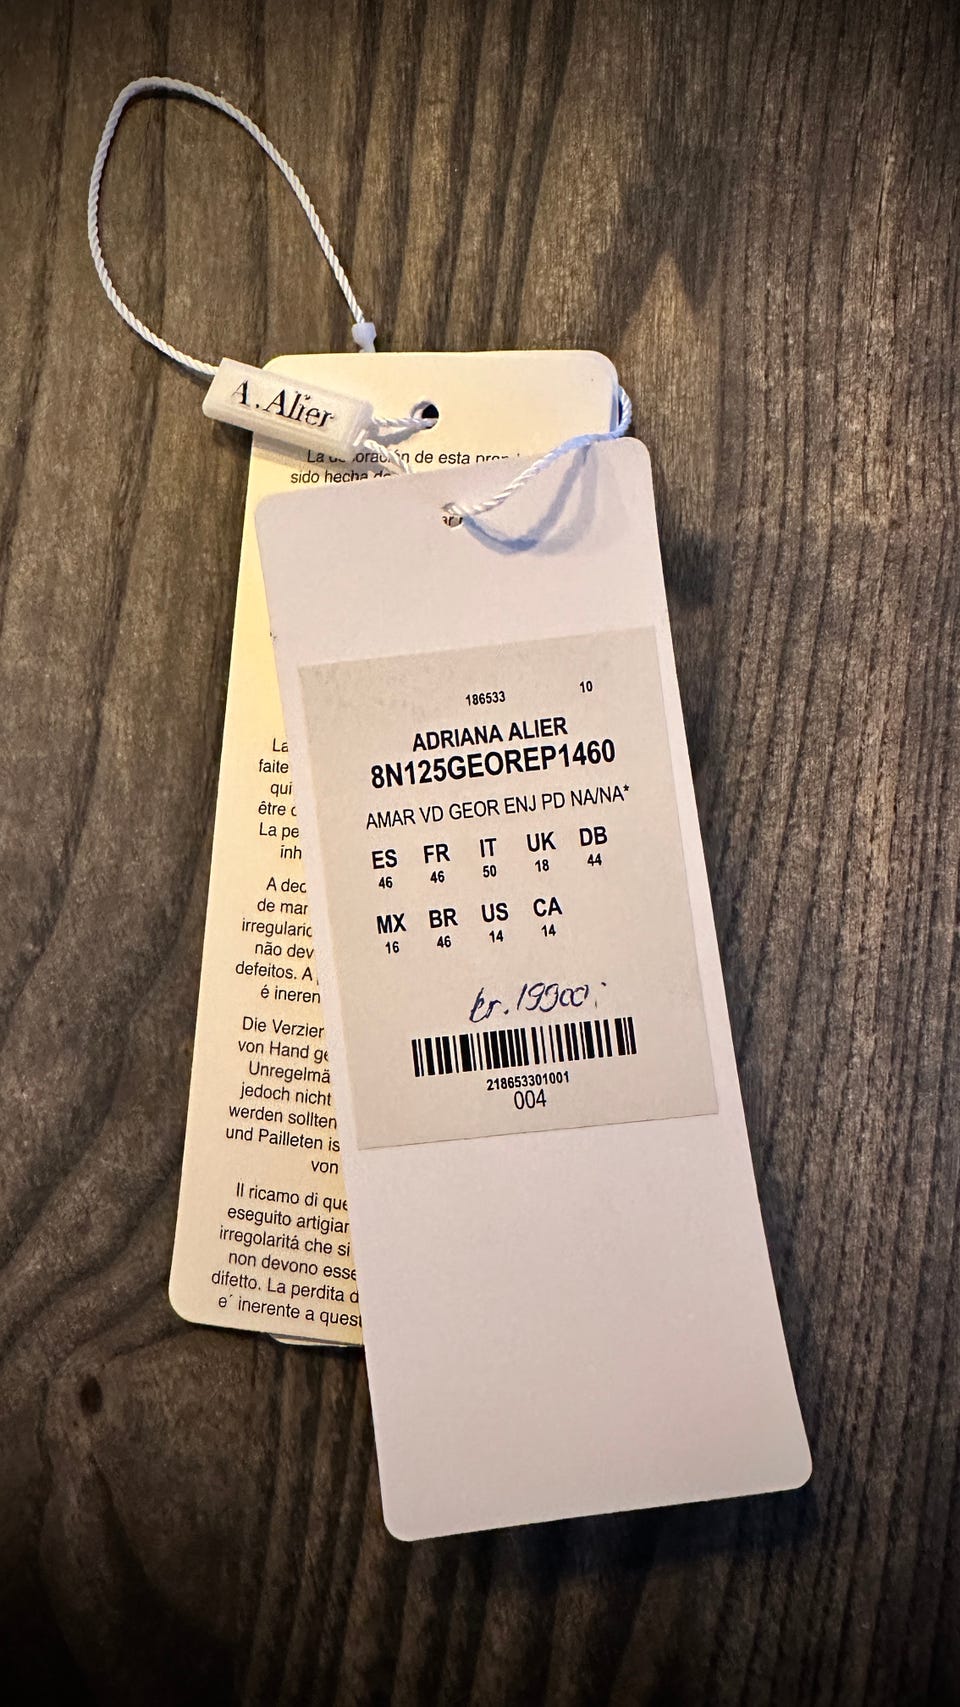 A. Alier
La decoración de esta
sido hecha
186533 10
ADRIANA ALIER
8N125GEOREP1460
AMAR VD GEOR ENJ PD NA/NA*
ES FR IT UK DB
46 46 50 18 44
MX BR US CA
16 46 14 14
kr. 19900:
218653301001
004
La
faite
qui
être
La pe
inh
A dec
de mar
irregularid
não dev
defeitos. A
é ineren
Die Verzier
von Hand ge
Unregelmä
jedoch nicht
werden sollten
und Pailleten is
von
Il ricamo di que
eseguito artigian
irregolaritá che si
non devono esse
difetto. La perdita d
e´ inerente a quest